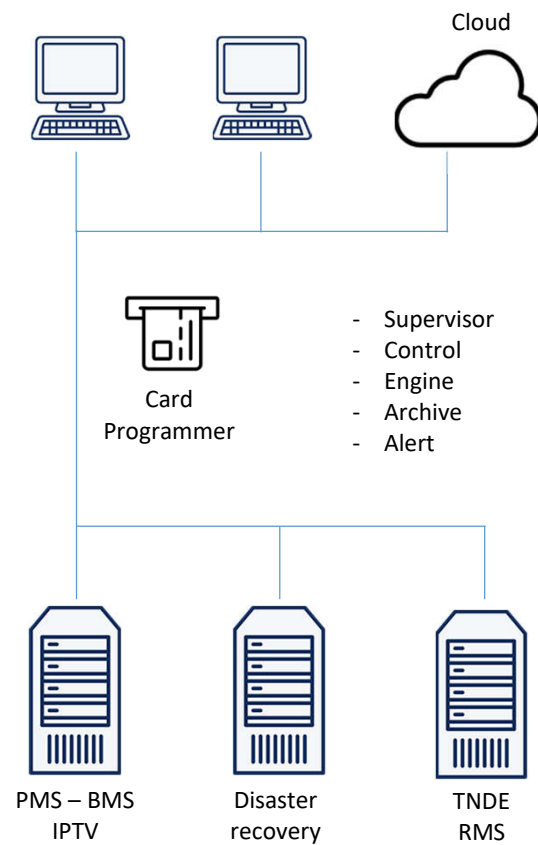 Cloud
Card
Programmer
- Supervisor
- Control
- Engine
- Archive
- Alert
PMS – BMS
IPTV
Disaster
recovery
TNDE
RMS